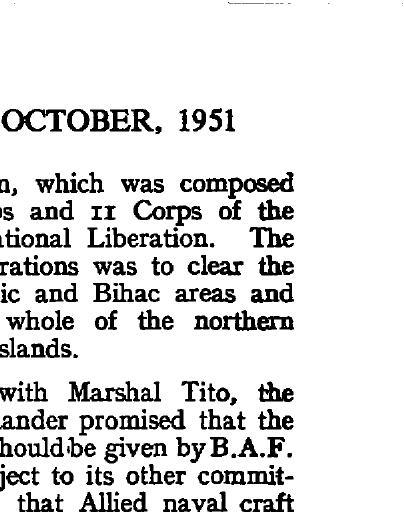 OCTOBER, 1951
n, which was composed
s and 11 Corps of the
ational Liberation. The
rations was to clear the
ic and Bihac areas and
whole of the northern
slands.
with Marshal Tito, the
ander promised that the
hould be given by B.A.F.
ject to its other commit-
that Allied naval craft